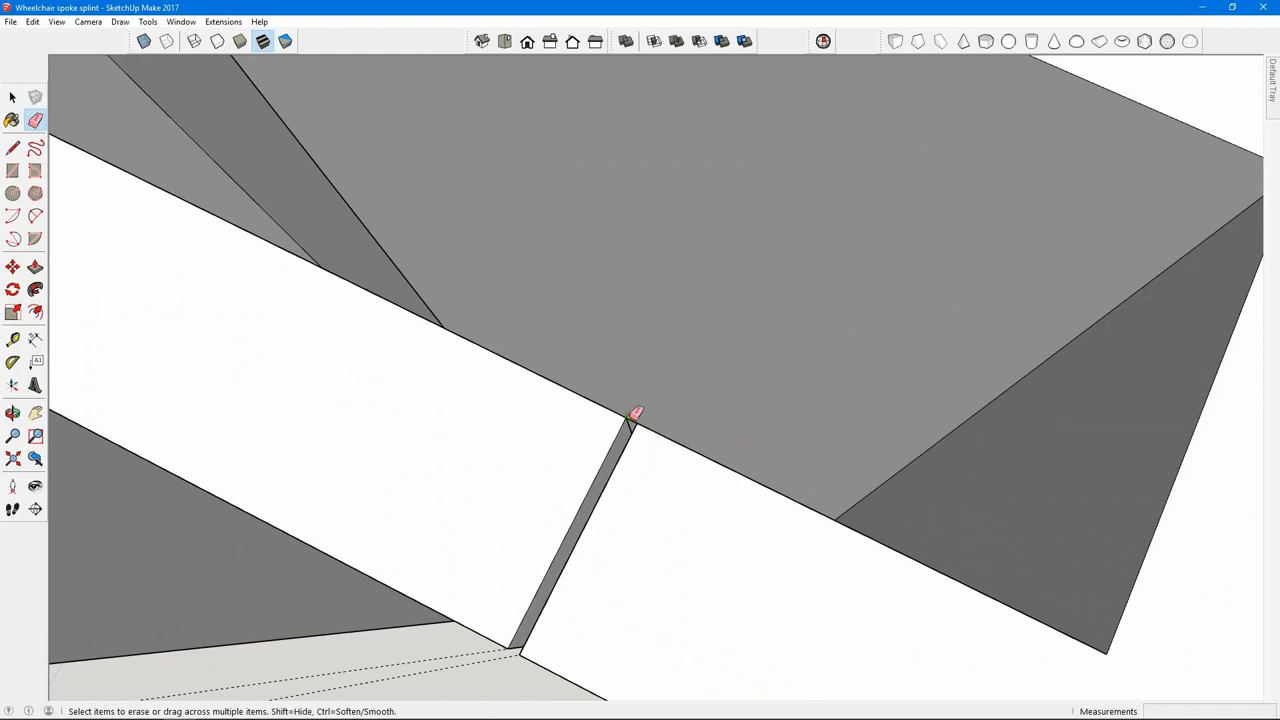 Wheelchair spoke splint - SketchUp Make 2017
File Edit View Camera Draw Tools Window Extensions Help
Default Tray
A1
Select items to erase or drag across multiple items. Shift=Hide, Ctrl=Soften/Smooth.
Measurements